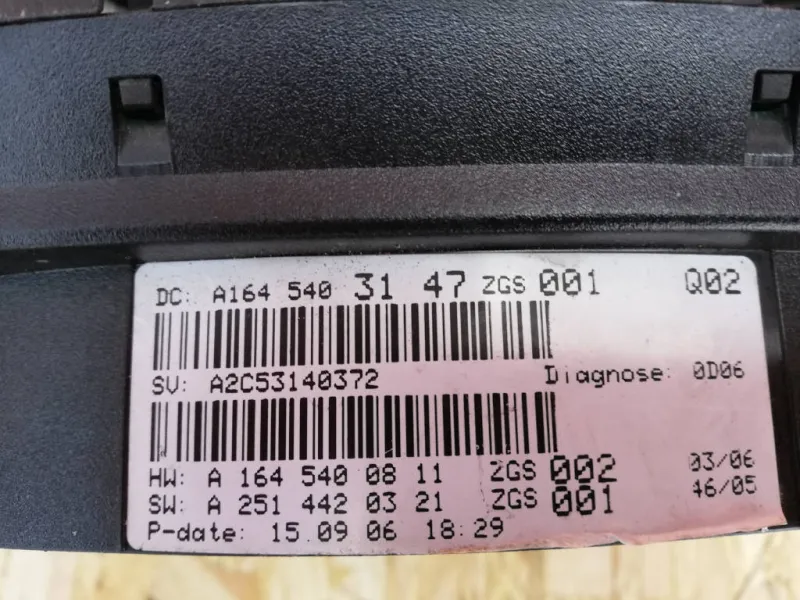 DC: A164 540 31 47 ZGS 001 Q02
SV: A2C53140372 Diagnose: 0D06
HW: A 164 540 08 11 ZGS 002 03/06
SW: A 251 442 03 21 ZGS 001 46/05
P-date: 15.09.06 18:29